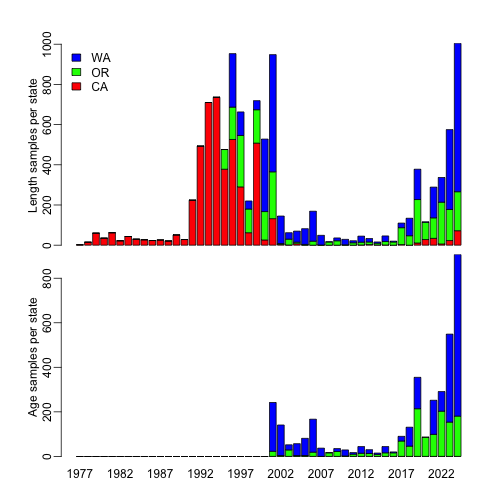 Length samples per state
0 200 400 600 800 1000
WA
OR
CA
Age samples per state
0 200 400 600 800
1977 1982 1987 1992 1997 2002 2007 2012 2017 2022